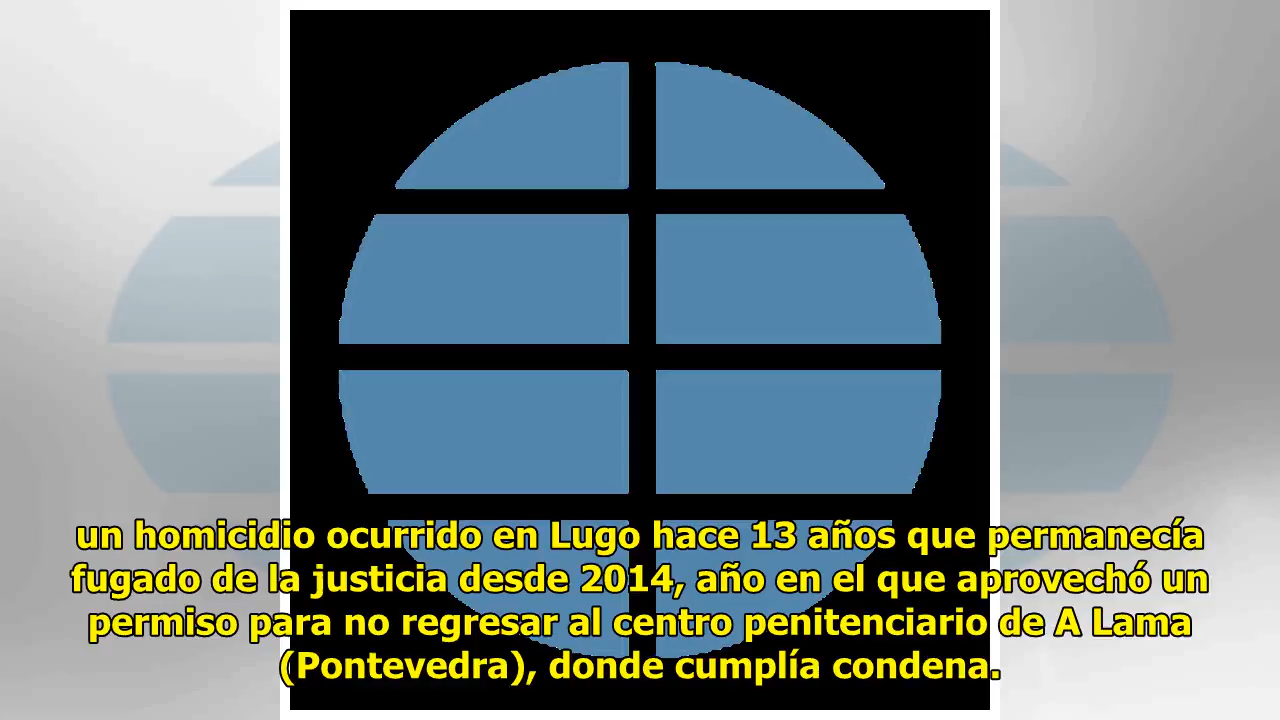 un homicidio ocurrido en Lugo hace 13 años que permanecía
fugado de la justicia desde 2014, año en el que aprovechó un
permiso para no regresar al centro penitenciario de A Lama
(Pontevedra), donde cumplía condena.